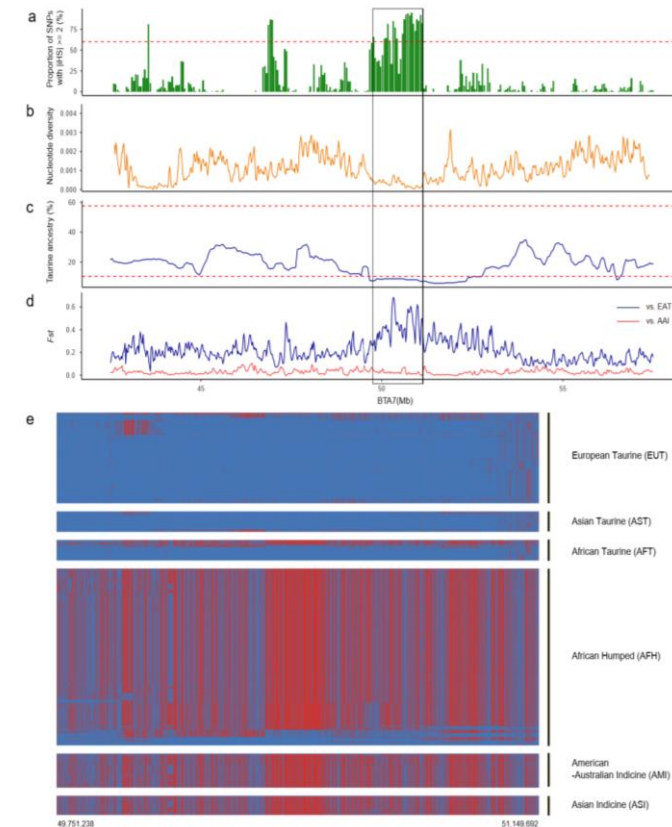 a
Proportion of SNPs
with |iHS| >= 2 (%)
75
50
25
0
b
Nucleotide diversity
0.004
0.003
0.002
0.001
0.000
c
Taurine ancestry (%)
60
40
20
d
Fst
0.6
0.4
0.2
0.0
vs. EAT
vs. AAI
45
50
55
BTA7(Mb)
e
European Taurine (EUT)
Asian Taurine (AST)
African Taurine (AFT)
African Humped (AFH)
American
-Australian Indicine (AMI)
Asian Indicine (ASI)
49.751.238
51.149.692